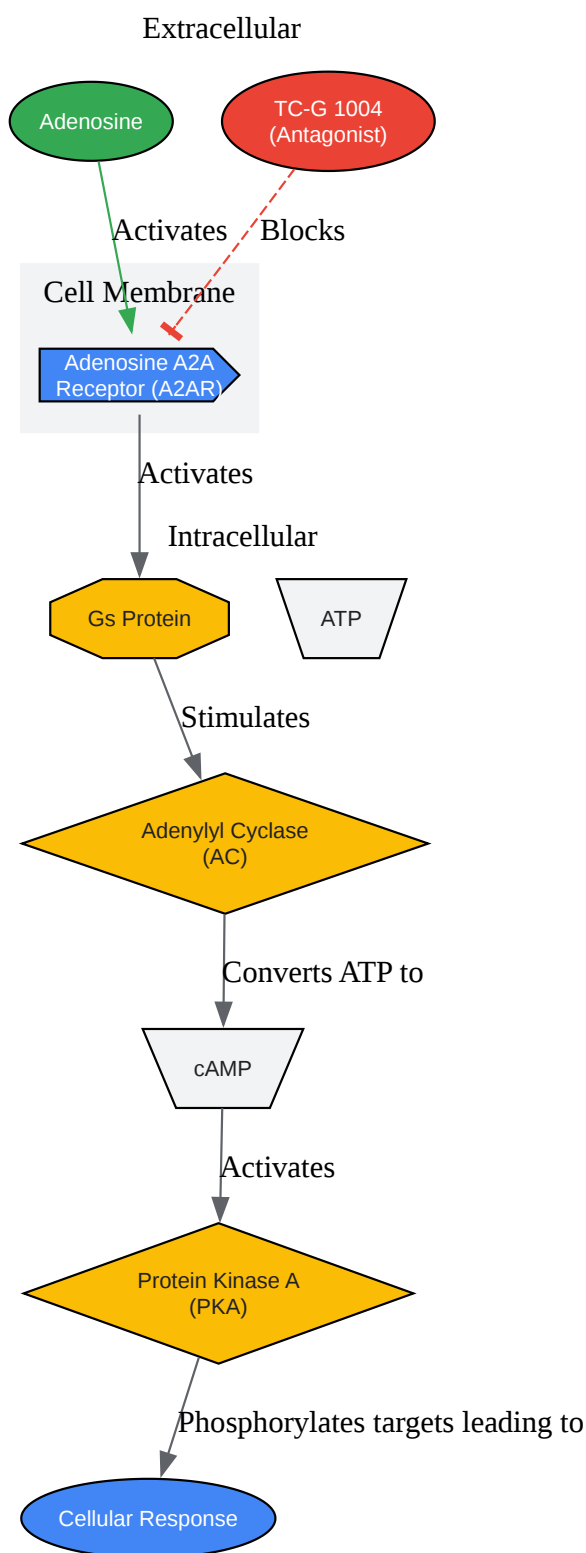 Extracellular
Adenosine
TC-G 1004
(Antagonist)
Activates
Blocks
Cell Membrane
Adenosine A2A
Receptor (A2AR)
Activates
Intracellular
Gs Protein
ATP
Stimulates
Adenylyl Cyclase
(AC)
Converts ATP to
cAMP
Activates
Protein Kinase A
(PKA)
Phosphorylates targets leading to
Cellular Response